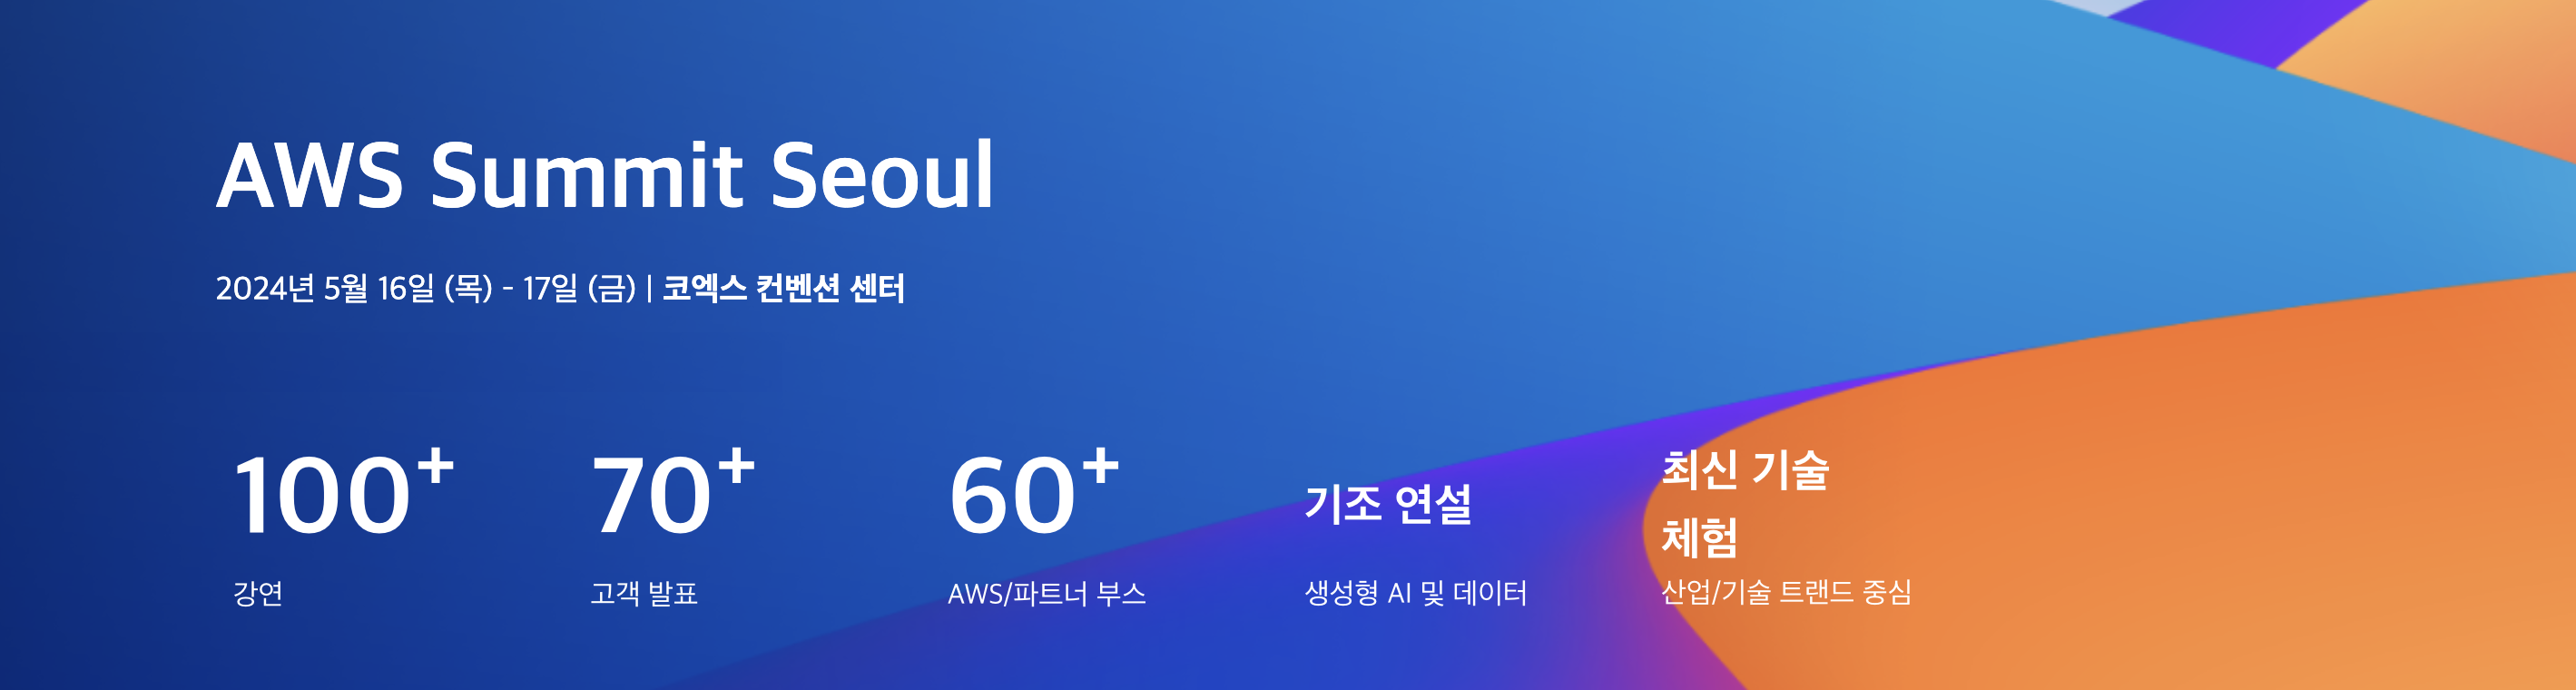 AWS Summit Seoul
2024년 5월 16일 (목) - 17일 (금) | 코엑스 컨벤션 센터
100+
강연
70+
고객 발표
60+
AWS/파트너 부스
기조 연설
생성형 AI 및 데이터
최신 기술
체험
산업/기술 트랜드 중심